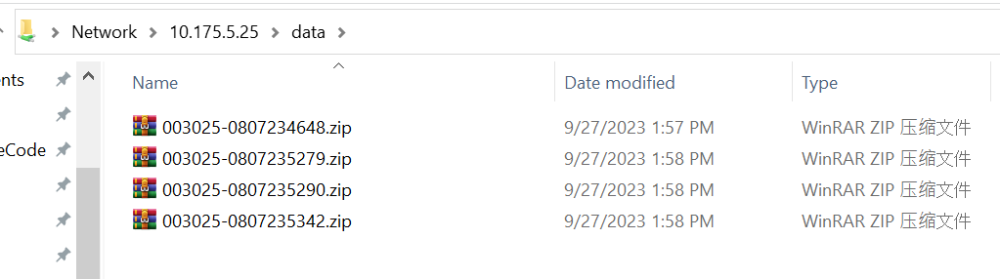 Network 10.175.5.25 data
ents
Name Date modified Type
003025-0807234648.zip 9/27/2023 1:57 PM WinRAR ZIP 压缩文件
eCode 003025-0807235279.zip 9/27/2023 1:58 PM WinRAR ZIP 压缩文件
003025-0807235290.zip 9/27/2023 1:58 PM WinRAR ZIP 压缩文件
003025-0807235342.zip 9/27/2023 1:58 PM WinRAR ZIP 压缩文件